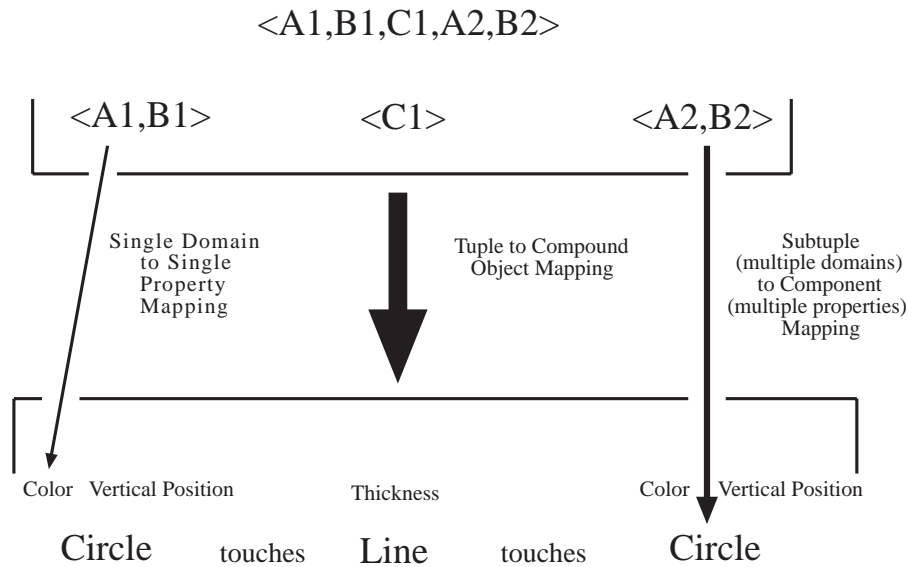 <A1,B1,C1,A2,B2>
<A1,B1>
<C1>
<A2,B2>
Single Domain
to Single
Property
Mapping
Tuple to Compound
Object Mapping
Subtuple
(multiple domains)
to Component
(multiple properties)
Mapping
Color Vertical Position
Thickness
Color Vertical Position
Circle touches Line touches Circle